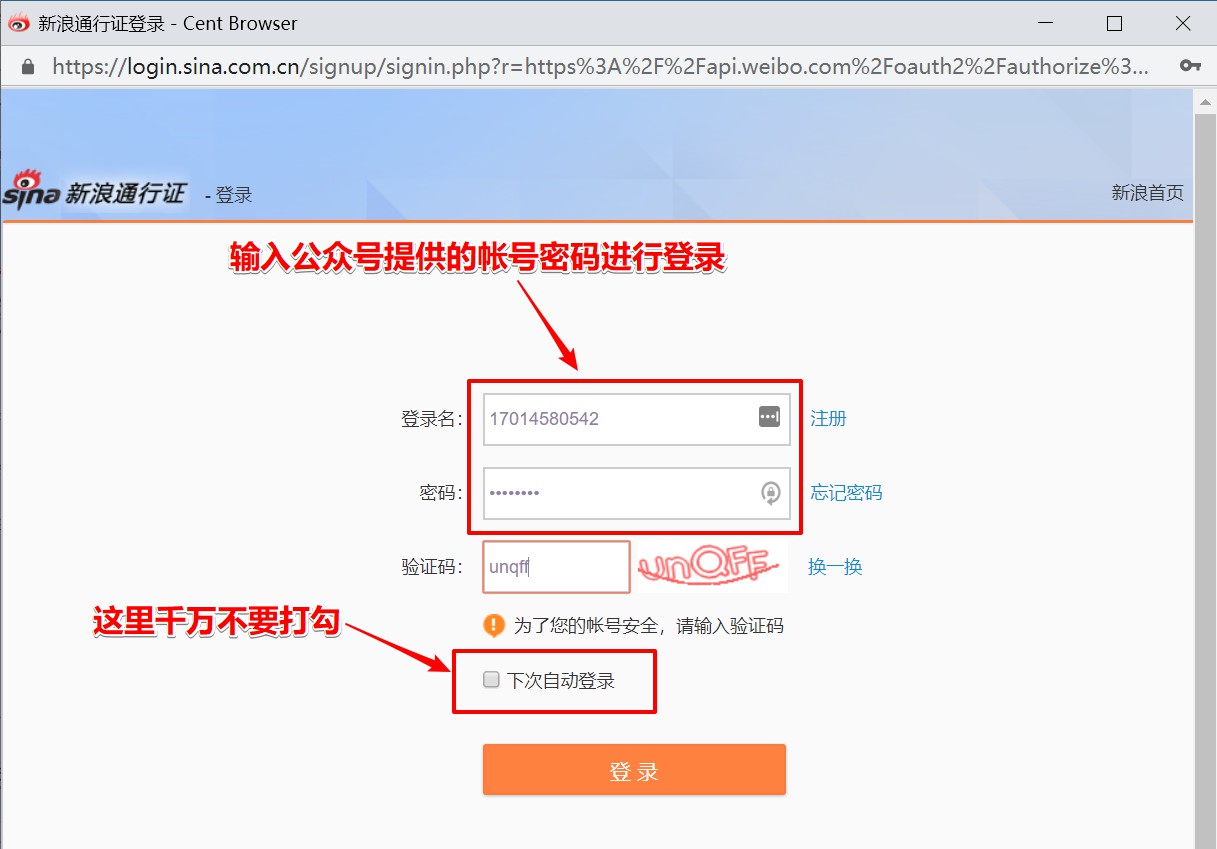 新浪通行证登录 - Cent Browser
https://login.sina.com.cn/signup/signin.php?r=https%3A%2F%2Fapi.weibo.com%2Foauth2%2Fauthorize%3...
sina 新浪通行证 - 登录
新浪首页
输入公众号提供的帐号密码进行登录
登录名： 17014580542 注册
密码： •••••••• 忘记密码
验证码： unqff unQFF 换一换
这里千万不要打勾
为了您的帐号安全，请输入验证码
下次自动登录
登 录